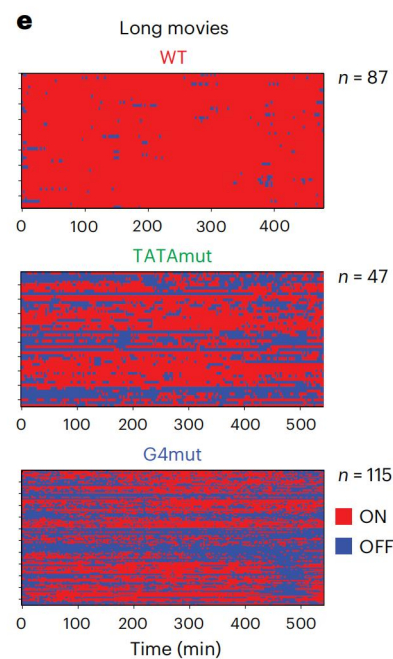 e
Long movies
WT
n = 87
0 100 200 300 400
TATAmut
n = 47
0 100 200 300 400 500
G4mut
n = 115
ON
OFF
0 100 200 300 400 500
Time (min)